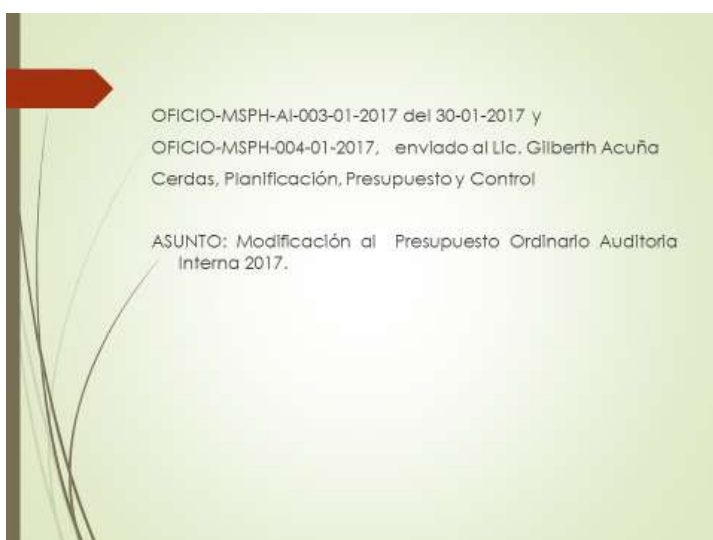 OFICIO-MSPH-AI-003-01-2017 del 30-01-2017 y
OFICIO-MSPH-004-01-2017, enviado al Lic. Gilberth Acuña
Cerdas, Planificación, Presupuesto y Control
ASUNTO: Modificación al Presupuesto Ordinario Auditoria
Interna 2017.